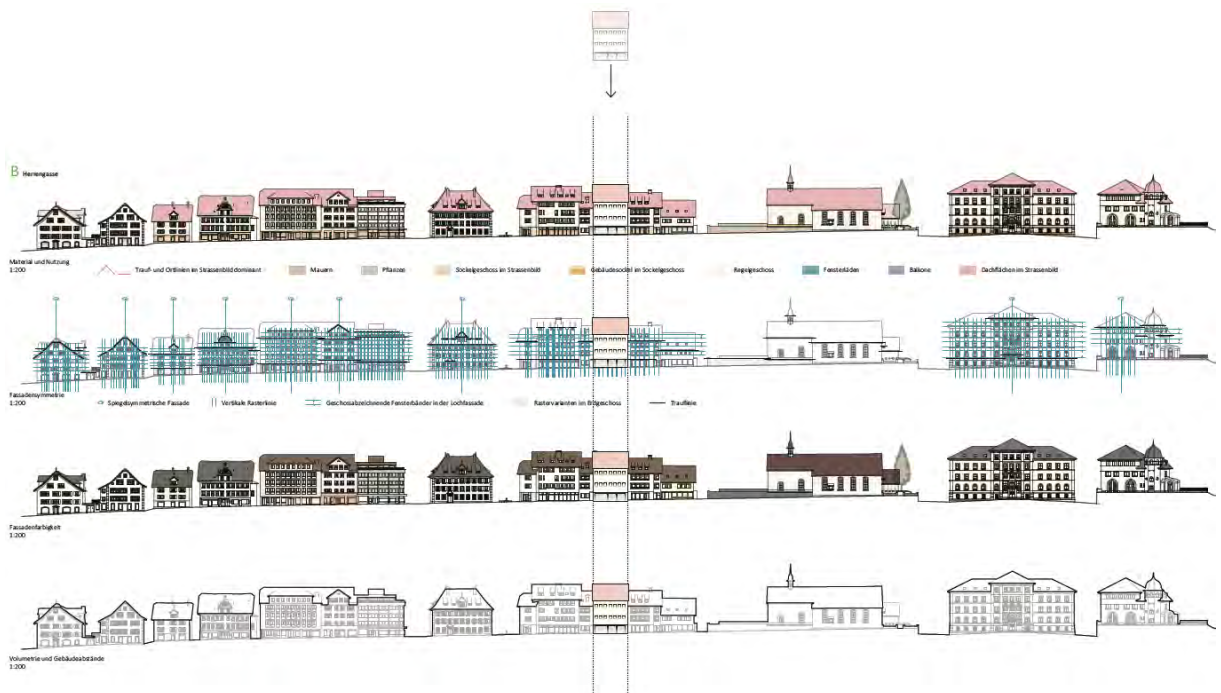 B Herrengasse
Material und Nutzung
1:200
Trauf- und Ortlinien im Strassenbild dominant
Mauern
Pflanzen
Sockelgeschoss im Strassenbild
Gebäudesockel im Sockelgeschoss
Regelgeschoss
Fensterläden
Balkone
Dachflächen im Strassenbild
Fassadensymmetrie
1:200
Spiegelsymmetrische Fassade
Vertikale Rasterlinie
Geschossabzeichnende Fensterbänder in der Lochfassade
Rastervarianten im Erdgeschoss
Trauflinie
Fassadenfarbigkeit
1:200
Volumetrie und Gebäudeabstände
1:200